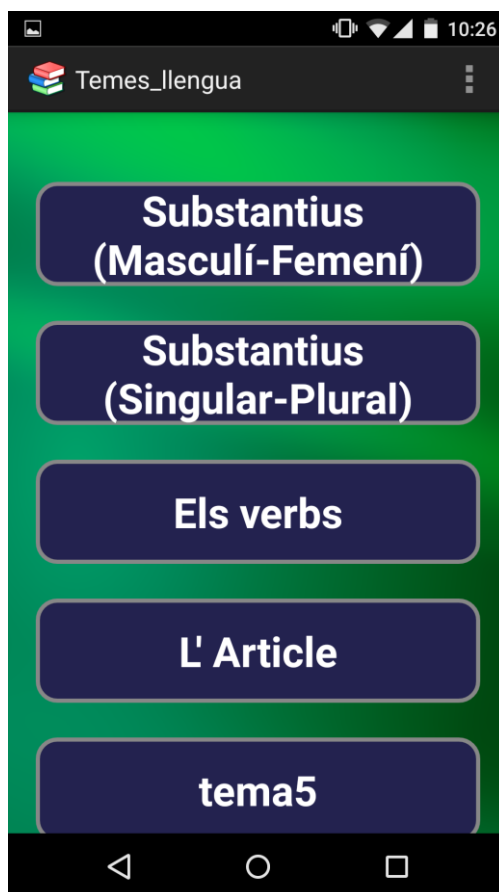 10:26
Temes_llengua
Substantius
(Masculí-Femení)
Substantius
(Singular-Plural)
Els verbs
L' Article
tema5